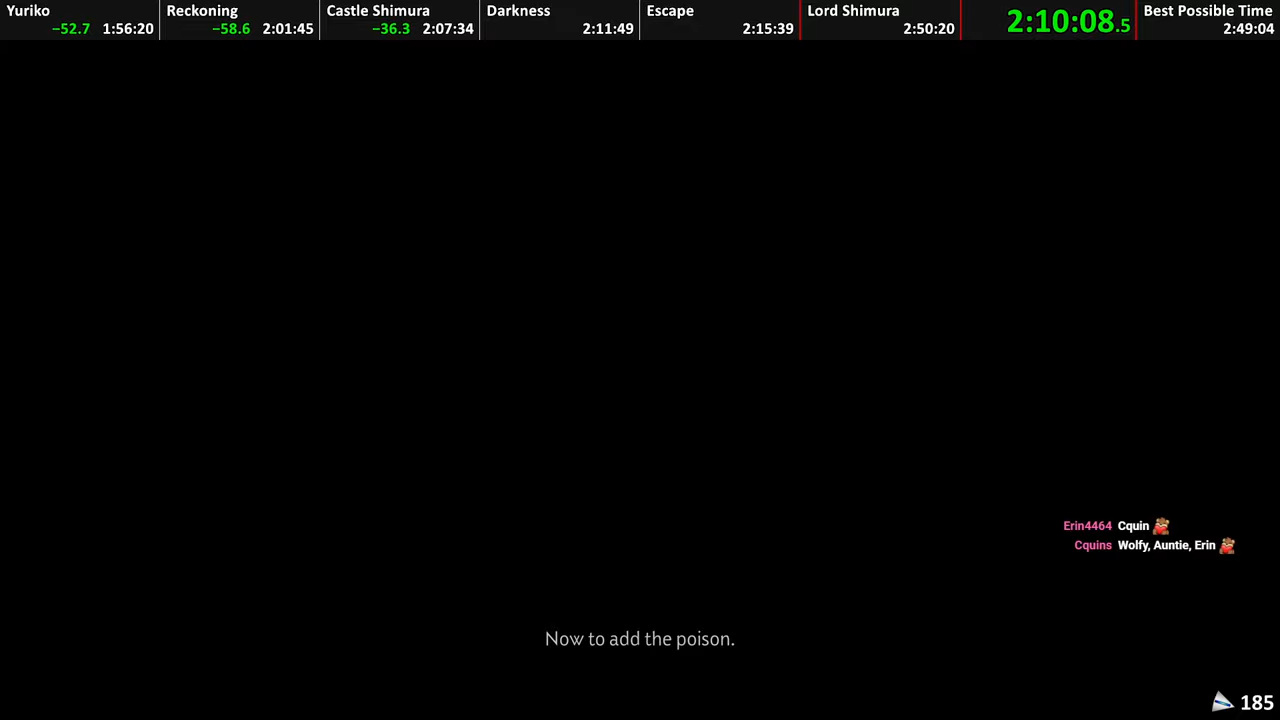 Yuriko
−52.7 1:56:20
Reckoning
−58.6 2:01:45
Castle Shimura
−36.3 2:07:34
Darkness
2:11:49
Escape
2:15:39
Lord Shimura
2:50:20
2:10:08.5
Best Possible Time
2:49:04
Erin4464 Cquin
Cquins Wolfy, Auntie, Erin
Now to add the poison.
185